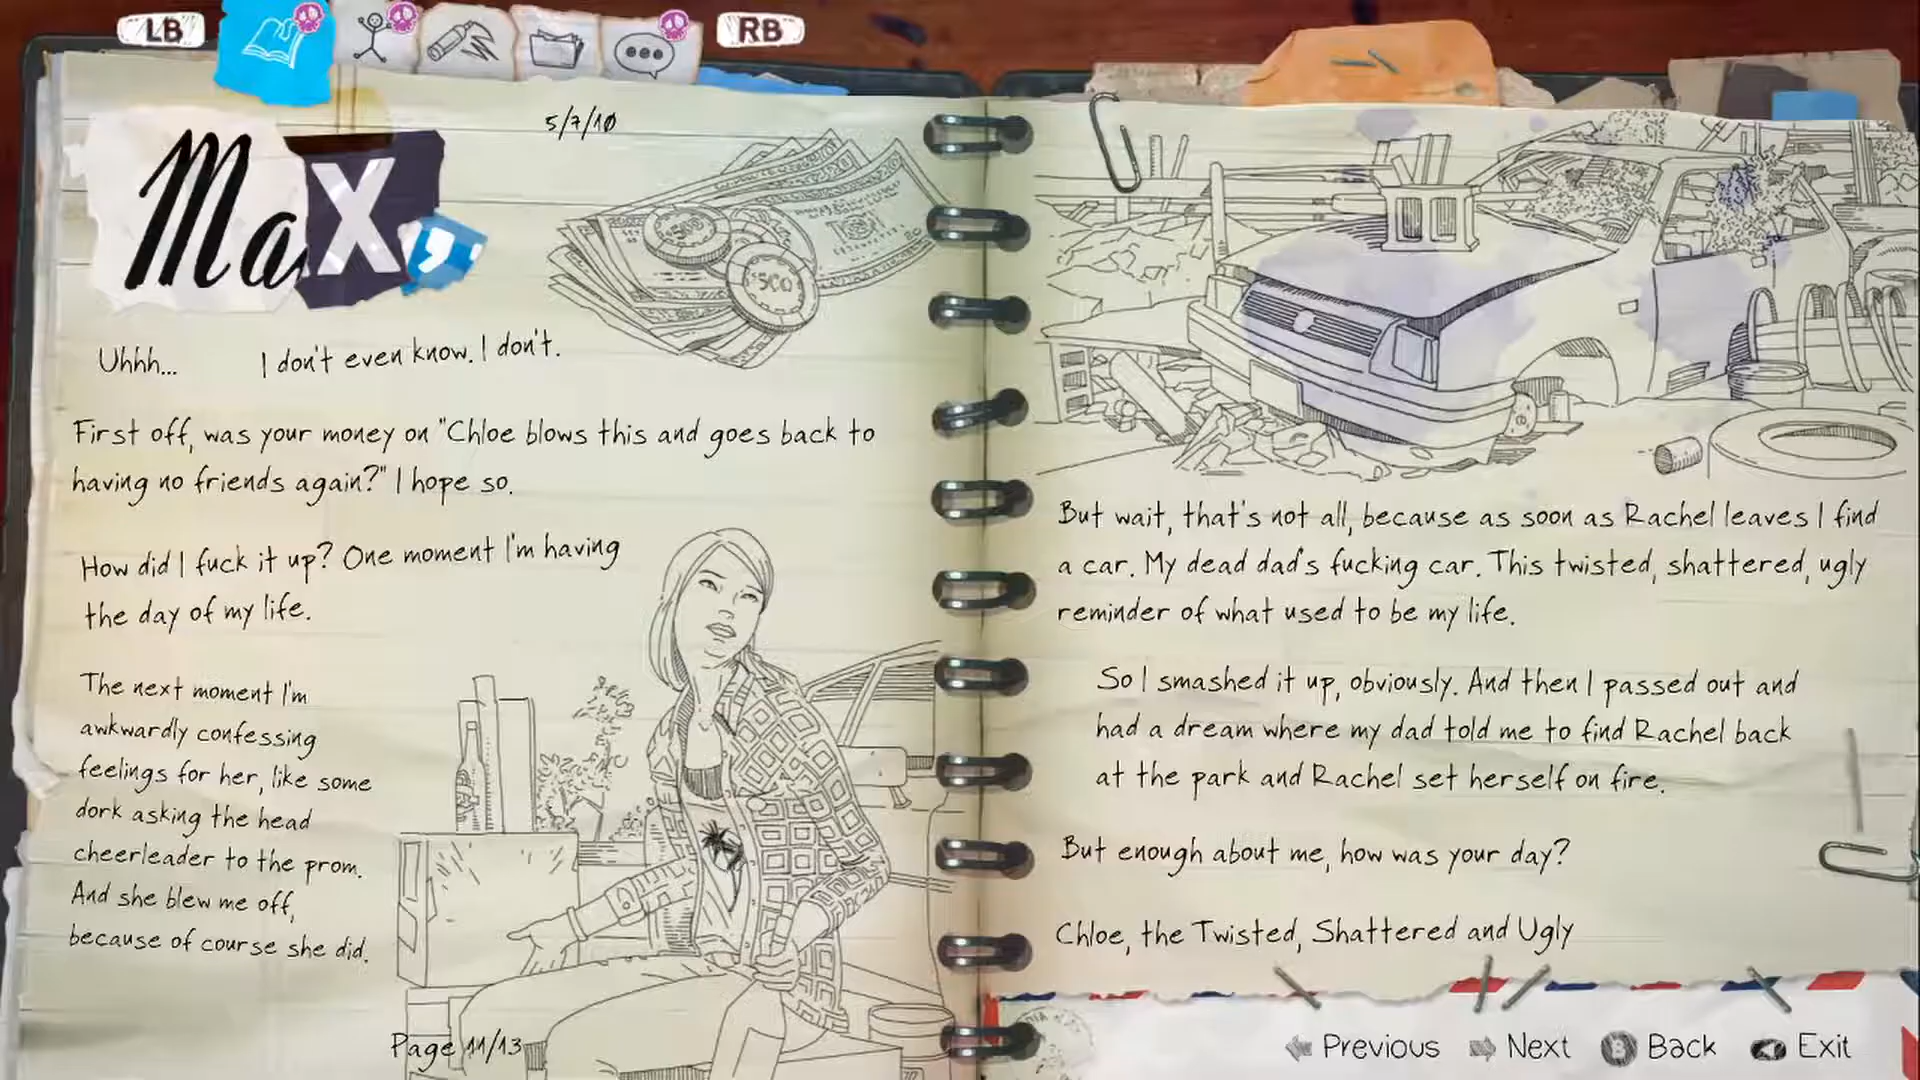 LB
RB
5/7/10
Max,
$500
$500
20
Uhhh... I don't even know. I don't.
First off, was your money on "Chloe blows this and goes back to
having no friends again?" I hope so.
How did I fuck it up? One moment I'm having
the day of my life.
The next moment I'm
awkwardly confessing
feelings for her, like some
dork asking the head
cheerleader to the prom.
And she blew me off,
because of course she did.
Page 11/13
But wait, that's not all, because as soon as Rachel leaves I find
a car. My dead dad's fucking car. This twisted, shattered, ugly
reminder of what used to be my life.
So I smashed it up, obviously. And then I passed out and
had a dream where my dad told me to find Rachel back
at the park and Rachel set herself on fire.
But enough about me, how was your day?
Chloe, the Twisted, Shattered and Ugly
Previous
Next
B Back
Exit